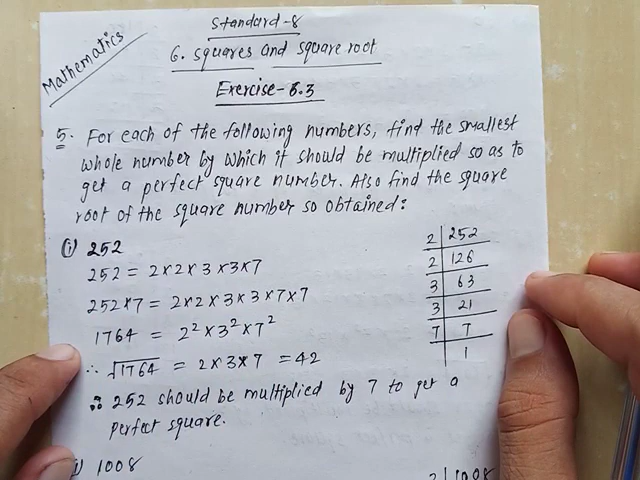 Mathematics
Standard-8
6. squares and square root
Exercise-6.3
5. For each of the following numbers, find the smallest
whole number by which it should be multiplied so as to
get a perfect square number. Also find the square
root of the square number so obtained:
(i) 252
252 = 2×2×3×3×7
252×7 = 2×2×3×3×7×7
1764 = 2²×3²×7²
∴ √1764 = 2×3×7 = 42
∴ 252 should be multiplied by 7 to get a
perfect square.
2 | 252
2 | 126
3 | 63
3 | 21
7 | 7
| 1
1008
2 | 1008